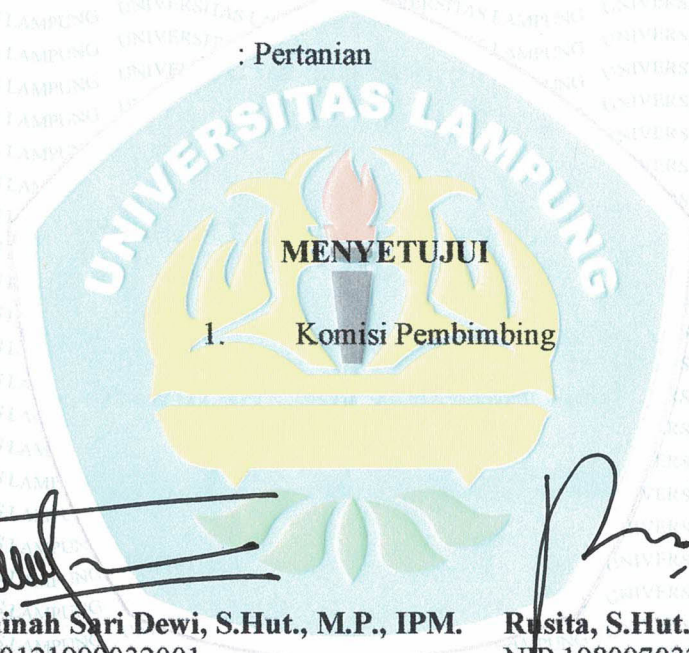 : Pertanian
UNIVERSITAS LAMPUNG
MENYETUJUI
1. Komisi Pembimbing
Sari Dewi, S.Hut., M.P., IPM. Rusita, S.Hut.